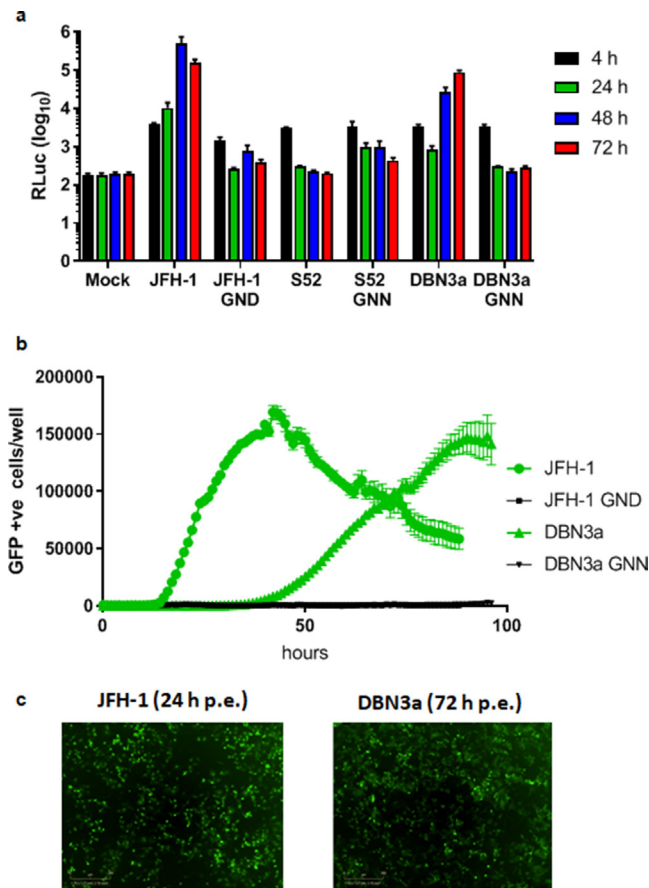 a
RLuc (log10)
6
5
4
3
2
1
0
Mock
JFH-1
JFH-1 GND
S52
S52 GNN
DBN3a
DBN3a GNN
4 h
24 h
48 h
72 h
b
GFP +ve cells/well
200000
150000
100000
50000
0
0 50 100
hours
JFH-1
JFH-1 GND
DBN3a
DBN3a GNN
c
JFH-1 (24 h p.e.)
DBN3a (72 h p.e.)